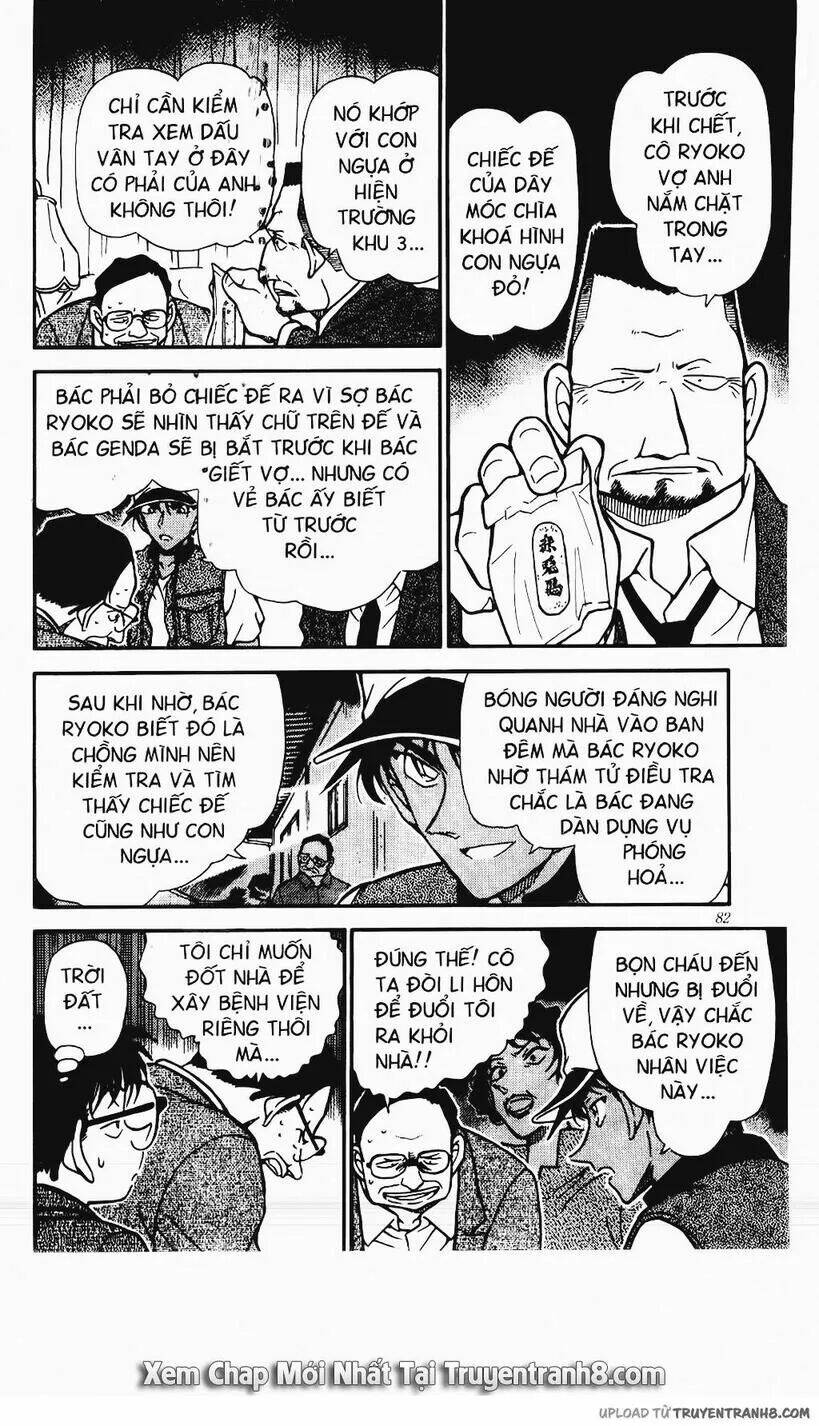 TRƯỚC
KHI CHẾT,
CÔ RYOKO
VỢ ANH
NẮM CHẶT
TRONG
TAY...
CHIẾC ĐẾ
CỦA DÂY
MÓC CHÌA
KHOÁ HÌNH
CON NGỰA
ĐỎ!
NÓ KHỚP
VỚI CON
NGỰA Ở
HIỆN
TRƯỜNG
KHU 3...
CHỈ CẦN KIỂM
TRA XEM DẤU
VÂN TAY Ở ĐÂY
CÓ PHẢI CỦA ANH
KHÔNG THÔI!
BÁC PHẢI BỎ CHIẾC ĐẾ RA VÌ SỢ BÁC
RYOKO SẼ NHÌN THẤY CHỮ TRÊN ĐẾ VÀ
BÁC GENDA SẼ BỊ BẮT TRƯỚC KHI BÁC
GIẾT VỢ... NHƯNG CÓ
VẺ BÁC ẤY BIẾT
TỪ TRƯỚC
RỒI...
BÓNG NGƯỜI ĐÁNG NGHI
QUANH NHÀ VÀO BAN
ĐÊM MÀ BÁC RYOKO
NHỜ THÁM TỬ ĐIỀU TRA
CHẮC LÀ BÁC ĐANG
DÀN DỰNG VỤ
PHÓNG
HOẢ...
SAU KHI NHỜ, BÁC
RYOKO BIẾT ĐÓ LÀ
CHỒNG MÌNH NÊN
KIỂM TRA VÀ TÌM
THẤY CHIẾC ĐẾ
CŨNG NHƯ CON
NGỰA...
82
BỌN CHÁU ĐẾN
NHƯNG BỊ ĐUỔI
VỀ, VẬY CHẮC
BÁC RYOKO
NHÂN VIỆC
NÀY...
ĐÚNG THẾ! CÔ
TA ĐÒI LI HÔN
ĐỂ ĐUỔI TÔI
RA KHỎI
NHÀ!!
TÔI CHỈ MUỐN
ĐỐT NHÀ ĐỂ
XÂY BỆNH VIỆN
RIÊNG THÔI
MÀ...
TRỜI
ĐẤT
...
Xem Chap Mới Nhất Tại Truyentranh8.com
UPLOAD TỪ TRUYENTRANH8.COM